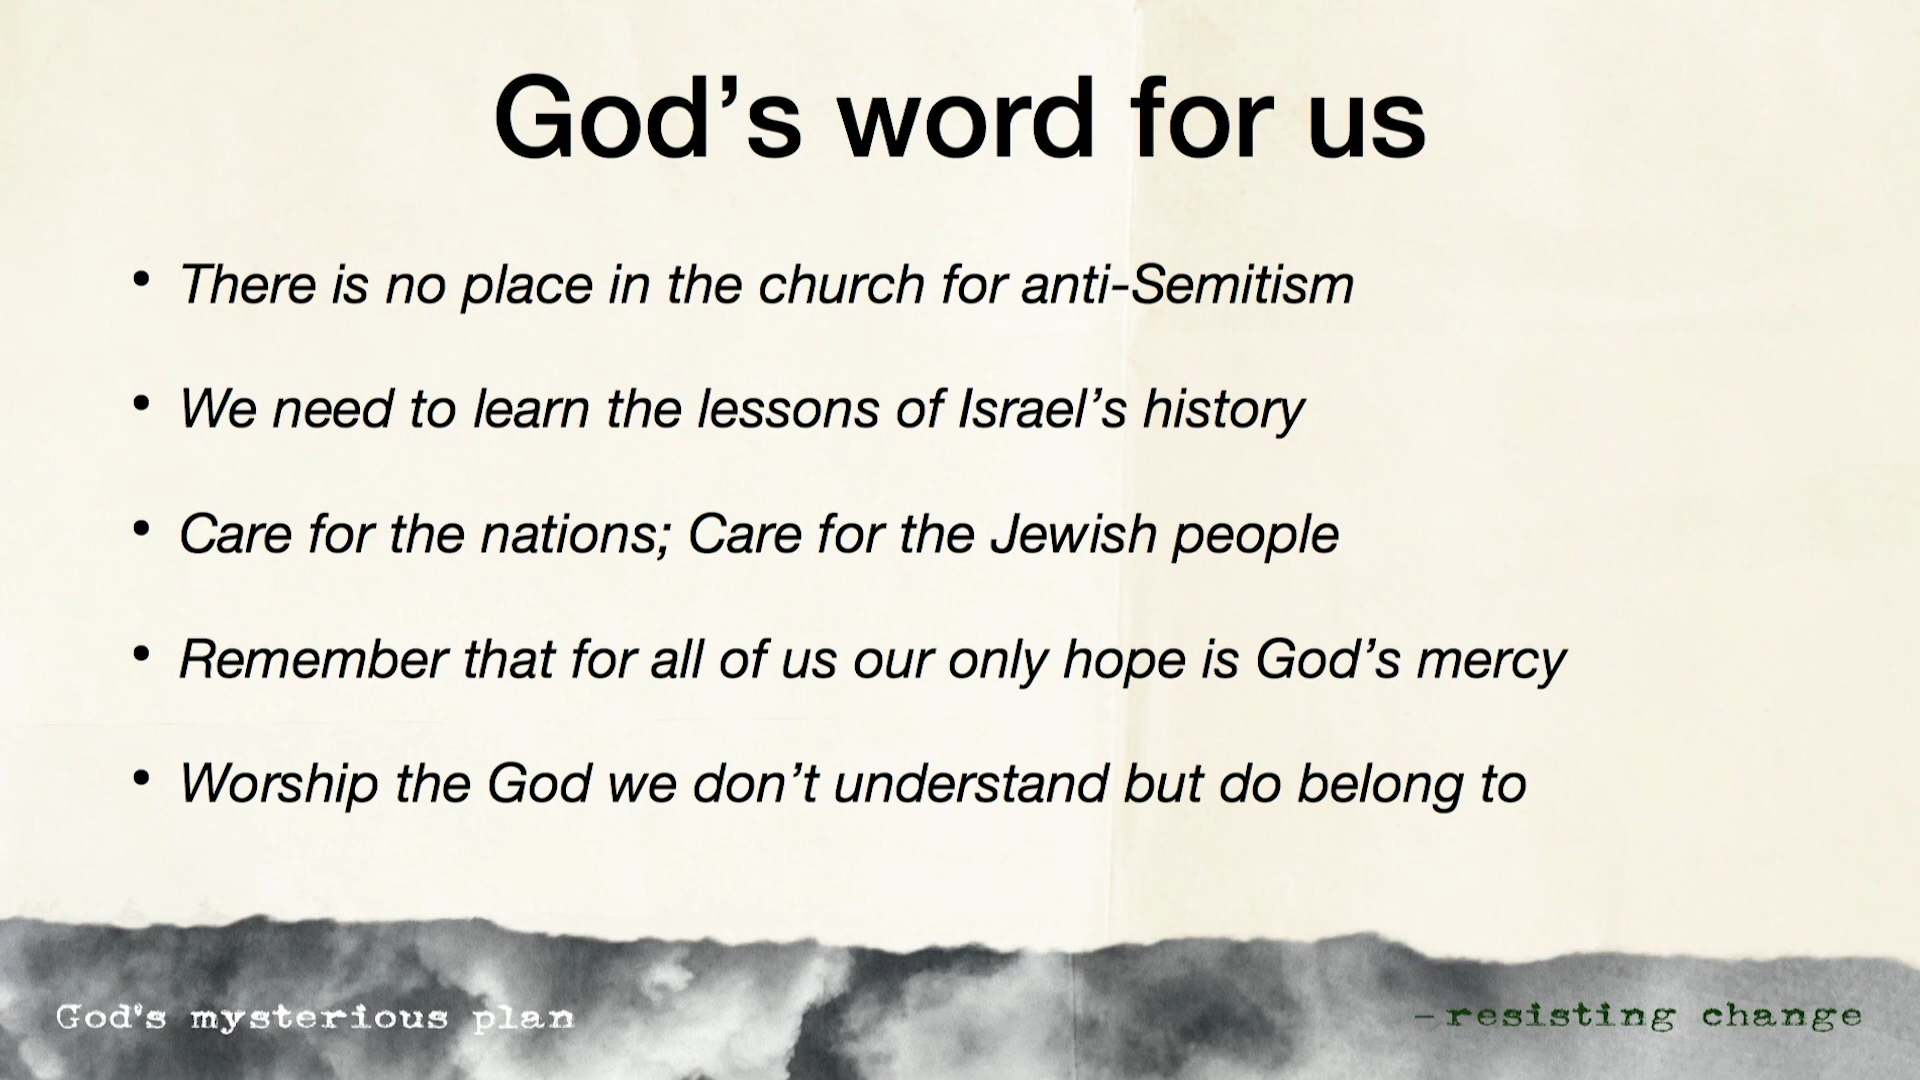 God’s word for us
• There is no place in the church for anti-Semitism
• We need to learn the lessons of Israel’s history
• Care for the nations; Care for the Jewish people
• Remember that for all of us our only hope is God’s mercy
• Worship the God we don’t understand but do belong to
God's mysterious plan
– resisting change